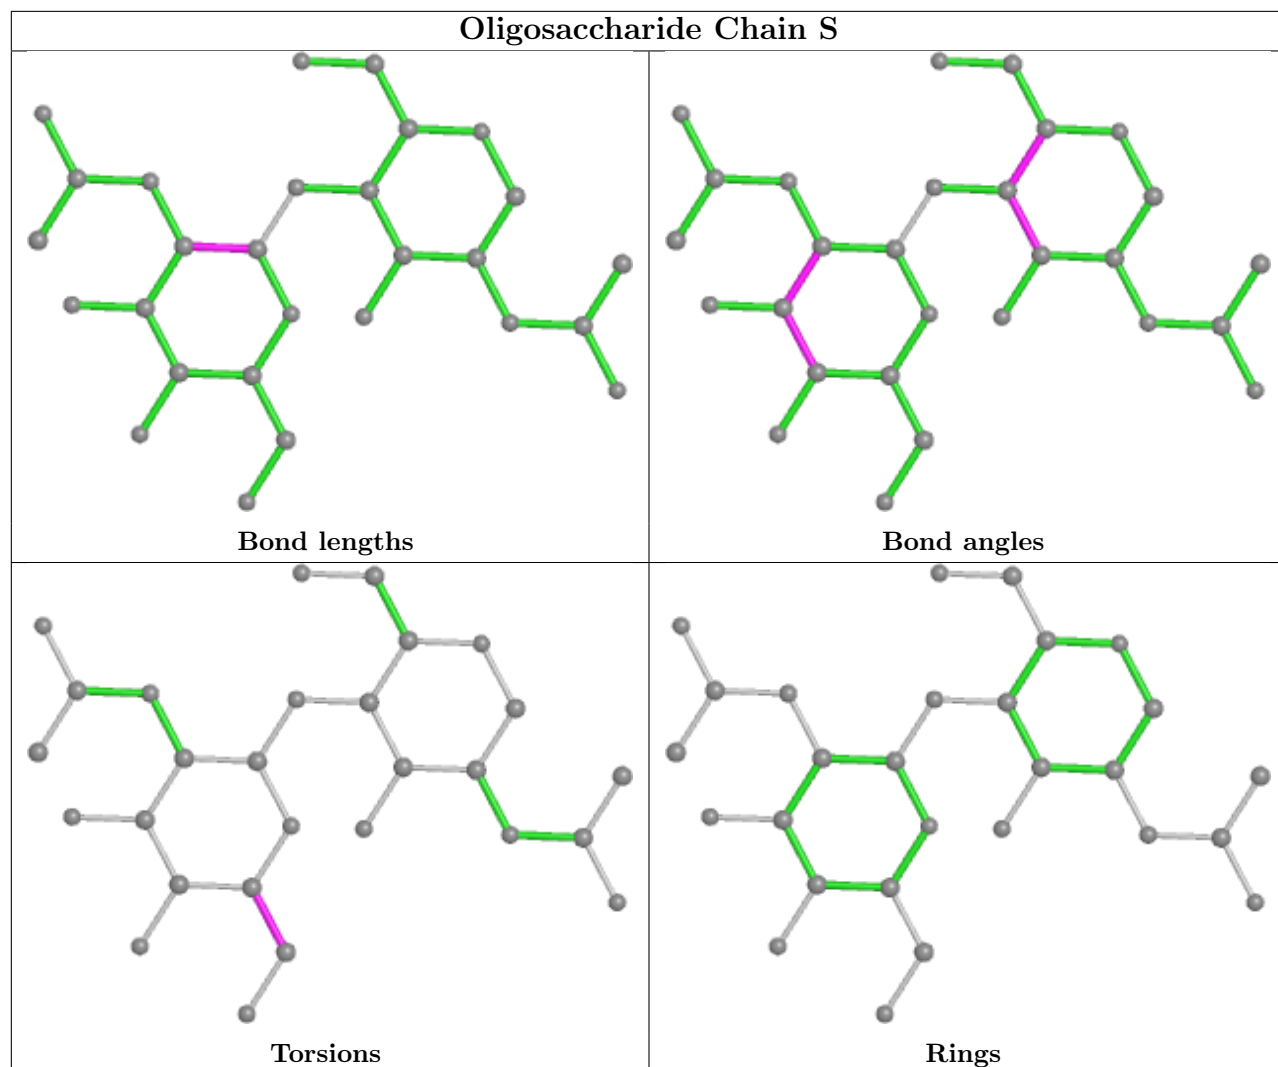 Oligosaccharide Chain S
Bond lengths
Bond angles
Torsions
Rings